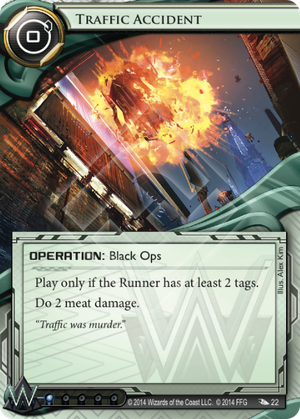 TRAFFIC ACCIDENT
OPERATION: Black Ops
Play only if the Runner has at least 2 tags.
Do 2 meat damage.
“Traffic was murder.”
Illus. Alex Kim
© 2014 Wizards of the Coast LLC. © 2014 FFG
22